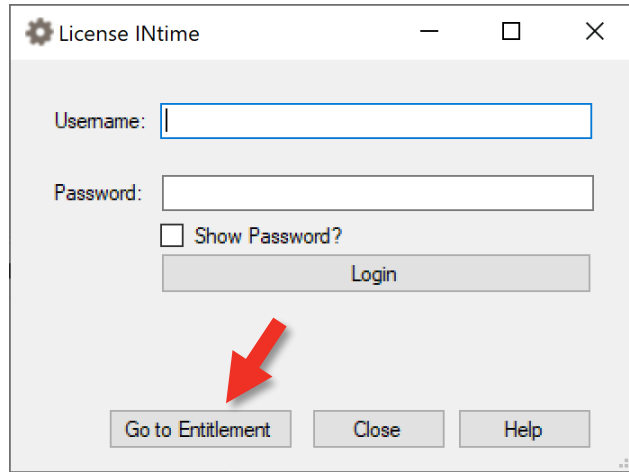 License INtime
Username:
Password:
Show Password?
Login
Go to Entitlement Close Help